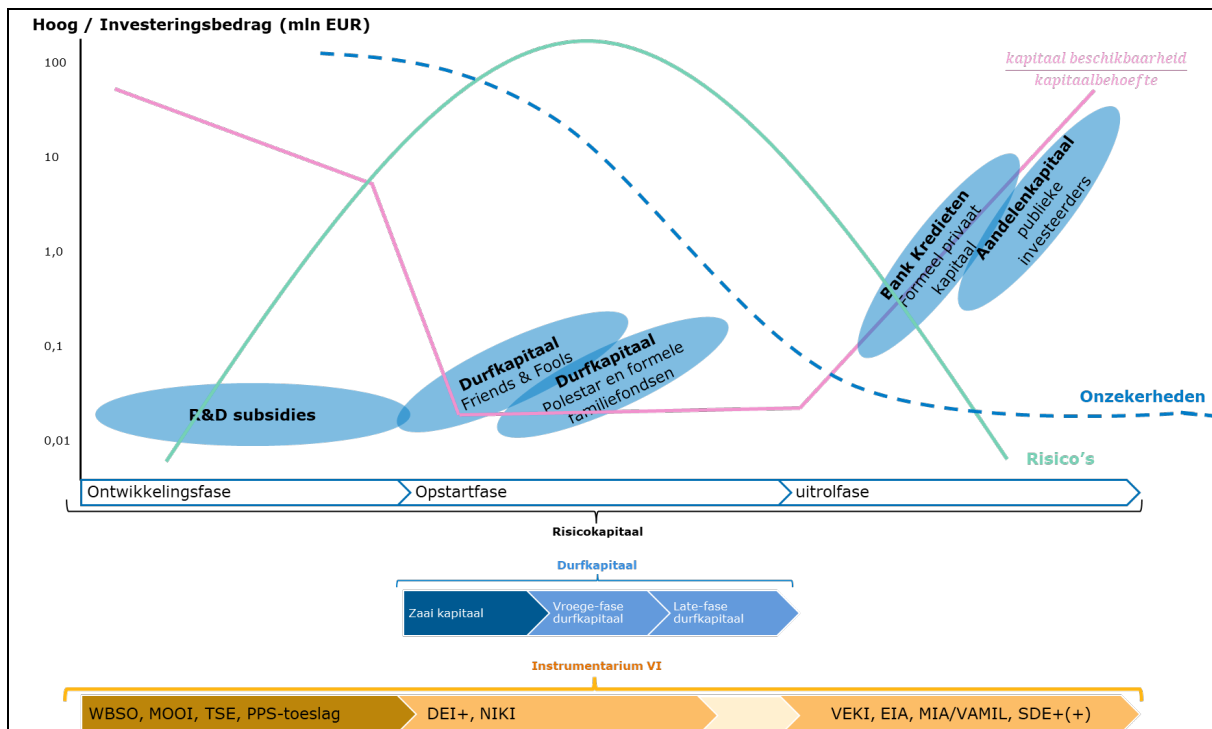 Hoog / Investeringsbedrag (mln EUR)
100
10
1,0
0,1
0,01
kapitaal beschikbaarheid
kapitaalbehoefte
Bank Kredieten
Formeel privaat
kapitaal
Aandelenkapitaal
publieke
investeerders
Durfkapitaal
Friends & Fools
Durfkapitaal
Polestar en formele
familiefondsen
R&D subsidies
Onzekerheden
Risico's
Ontwikkelingsfase
Opstartfase
uitrolfase
Risicokapitaal
Durfkapitaal
Zaai kapitaal
Vroege-fase
durfkapitaal
Late-fase
durfkapitaal
Instrumentarium VI
WBSO, MOOI, TSE, PPS-toeslag
DEI+, NIKI
VEKI, EIA, MIA/VAMIL, SDE+(+)